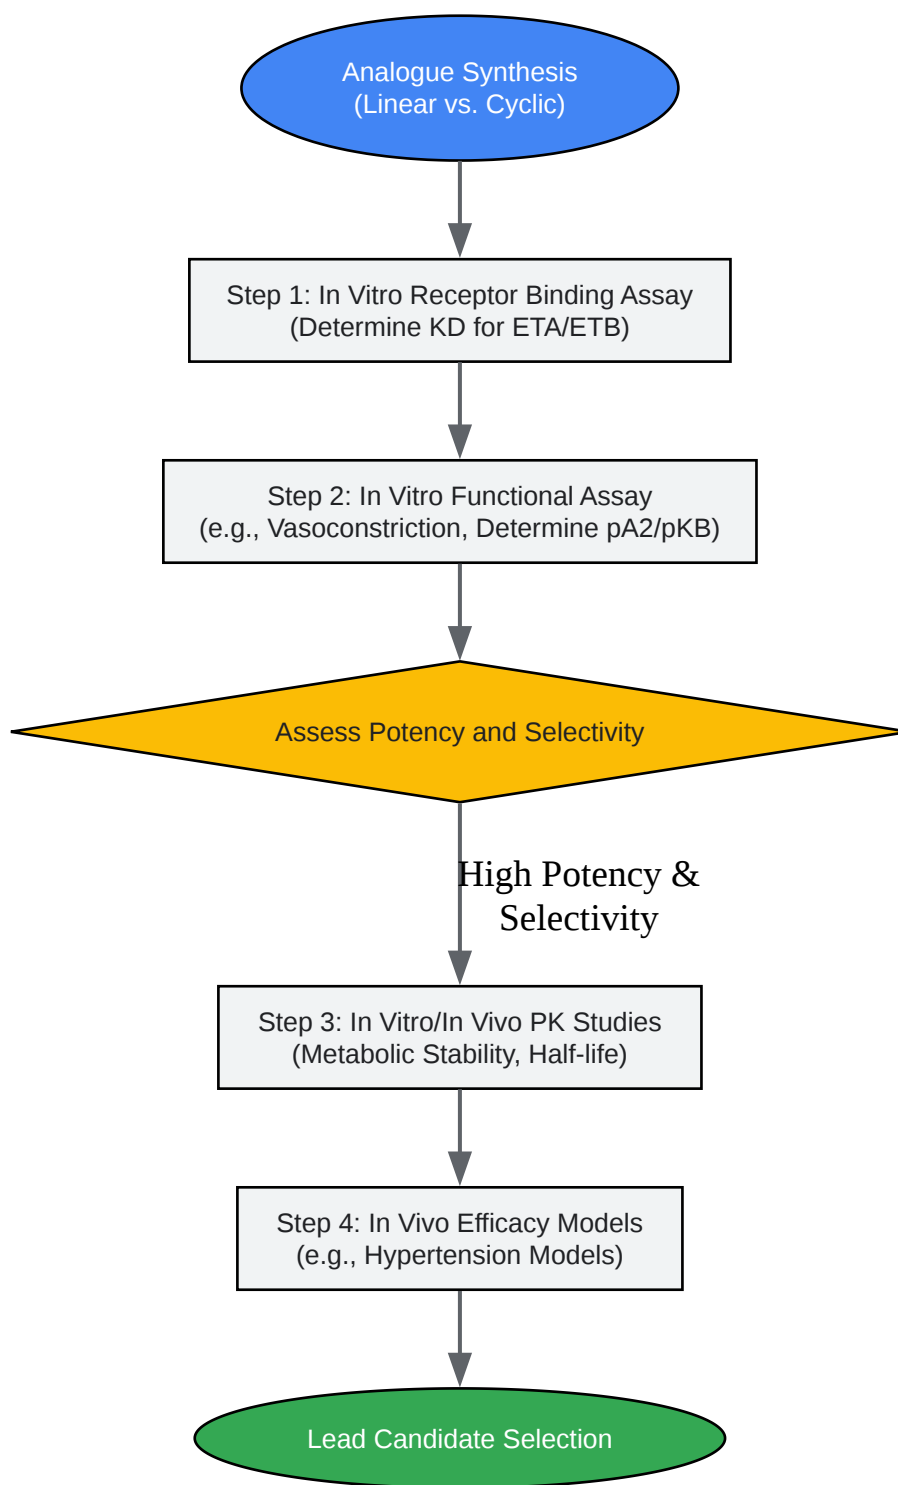 Analogue Synthesis
(Linear vs. Cyclic)
Step 1: In Vitro Receptor Binding Assay
(Determine KD for ETA/ETB)
Step 2: In Vitro Functional Assay
(e.g., Vasoconstriction, Determine pA2/pKB)
Assess Potency and Selectivity
High Potency &
Selectivity
Step 3: In Vitro/In Vivo PK Studies
(Metabolic Stability, Half-life)
Step 4: In Vivo Efficacy Models
(e.g., Hypertension Models)
Lead Candidate Selection